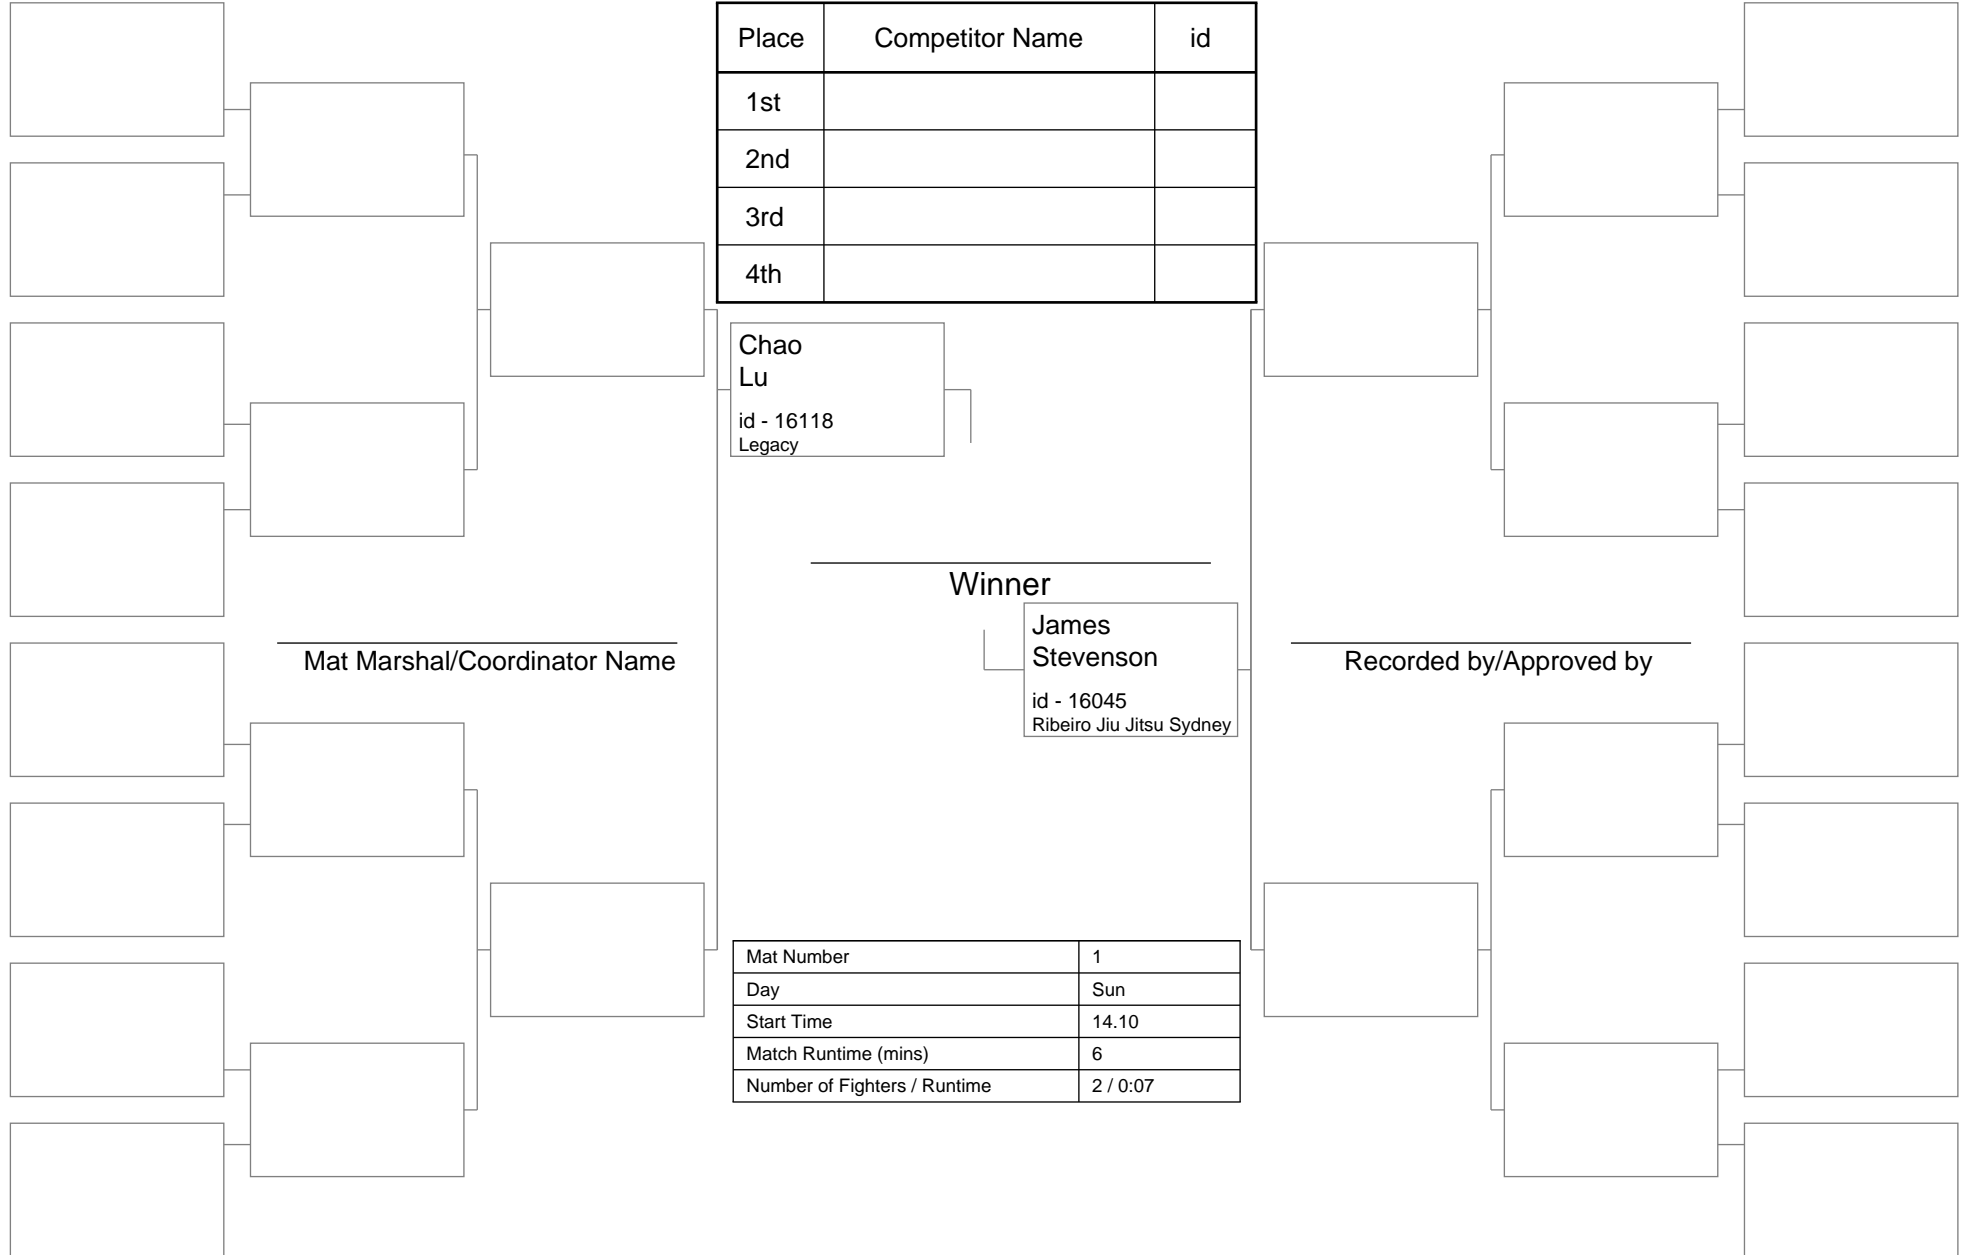 Place Competitor Name id
1st
2nd
3rd
4th
Chao
Lu
id - 16118
Legacy
Winner
James
Stevenson
id - 16045
Ribeiro Jiu Jitsu Sydney
Mat Marshal/Coordinator Name
Recorded by/Approved by
Mat Number 1
Day Sun
Start Time 14.10
Match Runtime (mins) 6
Number of Fighters / Runtime 2 / 0:07